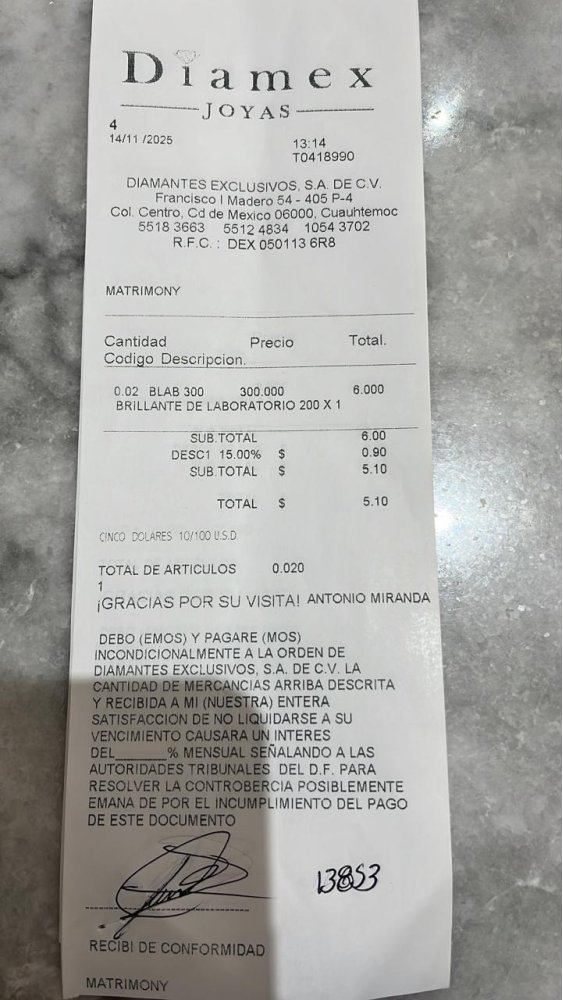 Diamex
JOYAS
4
14/11 /2025 13:14
T0418990
DIAMANTES EXCLUSIVOS, S.A. DE C.V.
Francisco I Madero 54 - 405 P-4
Col. Centro, Cd de Mexico 06000, Cuauhtemoc
5518 3663 5512 4834 1054 3702
R.F.C. : DEX 050113 6R8
MATRIMONY
Cantidad Precio Total.
Codigo Descripcion.
0.02 BLAB 300 300.000 6.000
BRILLANTE DE LABORATORIO 200 X 1
SUB.TOTAL 6.00
DESC1 15.00% $ 0.90
SUB.TOTAL $ 5.10
TOTAL $ 5.10
CINCO DOLARES 10/100 U.S.D.
TOTAL DE ARTICULOS 0.020
1
¡GRACIAS POR SU VISITA! ANTONIO MIRANDA
DEBO (EMOS) Y PAGARE (MOS)
INCONDICIONALMENTE A LA ORDEN DE
DIAMANTES EXCLUSIVOS, S.A. DE C.V. LA
CANTIDAD DE MERCANCIAS ARRIBA DESCRITA
Y RECIBIDA A MI (NUESTRA) ENTERA
SATISFACCION DE NO LIQUIDARSE A SU
VENCIMIENTO CAUSARA UN INTERES
DEL______% MENSUAL SEÑALANDO A LAS
AUTORIDADES TRIBUNALES DEL D.F. PARA
RESOLVER LA CONTROBERCIA POSIBLEMENTE
EMANA DE POR EL INCUMPLIMIENTO DEL PAGO
DE ESTE DOCUMENTO
13853
RECIBI DE CONFORMIDAD
MATRIMONY